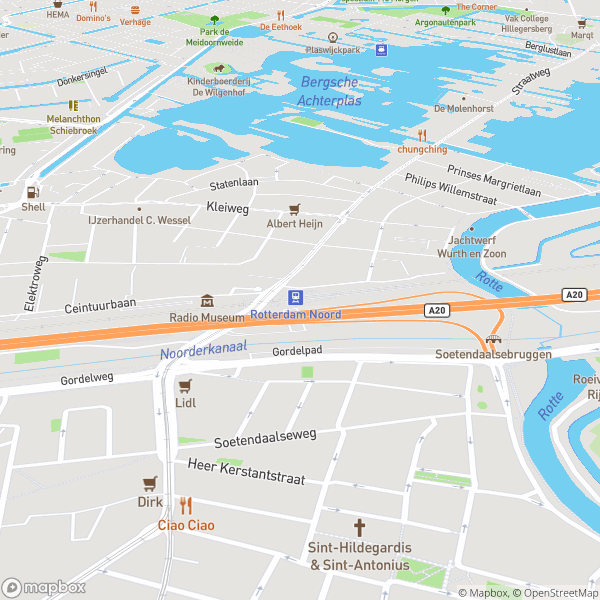 HEMA
Domino's
Verhage
Park de
Meidoornweide
De Eethoek
Plaswijckpark
The Corner
Argonautenpark
Vak College
Hillegersberg
Marqt
Berglustlaan
Straatweg
Donkersingel
Kinderboerderij
De Wilgenhof
Bergsche
Achterplas
De Molenhorst
Melanchthon
Schiebroek
ring
chungching
Prinses Margrietlaan
Philips Willemstraat
Statenlaan
Shell
Kleiweg
IJzerhandel C. Wessel
Albert Heijn
Jachtwerf
Wurth en Zoon
Elektroweg
Rotte
Ceintuurbaan
Radio Museum
Rotterdam Noord
A20
A20
Noorderkanaal
Gordelpad
Soetendaalsebruggen
Gordelweg
Lidl
Roeiv
Rij
Rotte
Soetendaalseweg
Heer Kerstantstraat
Dirk
Ciao Ciao
Sint-Hildegardis
& Sint-Antonius
mapbox
© Mapbox, © OpenStreetMap